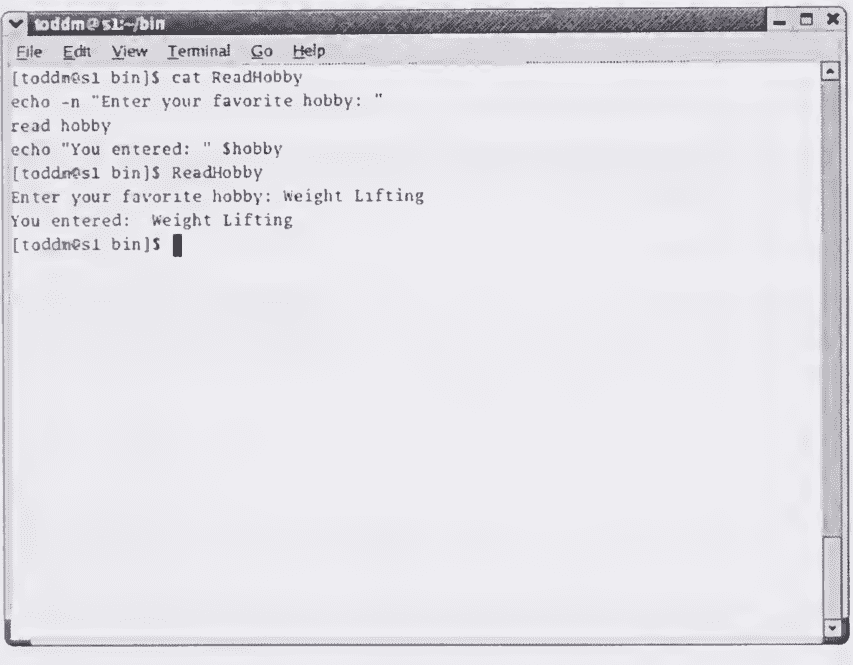 toddm@s1:~/bin
File Edit View Terminal Go Help
[toddm@s1 bin]$ cat ReadHobby
echo -n "Enter your favorite hobby: "
read hobby
echo "You entered: " $hobby
[toddm@s1 bin]$ ReadHobby
Enter your favorite hobby: Weight Lifting
You entered:  Weight Lifting
[toddm@s1 bin]$